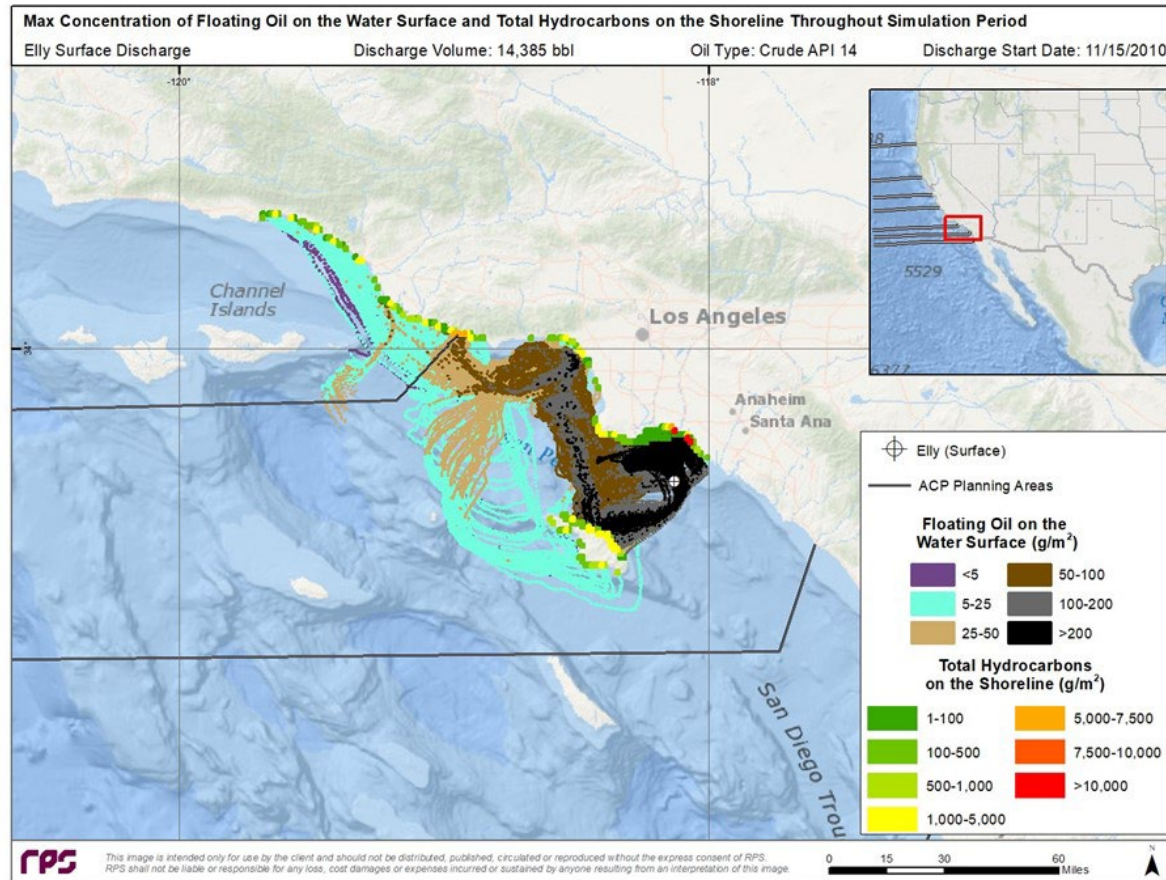 Max Concentration of Floating Oil on the Water Surface and Total Hydrocarbons on the Shoreline Throughout Simulation Period
Elly Surface Discharge Discharge Volume: 14,385 bbl Oil Type: Crude API 14 Discharge Start Date: 11/15/2010
-120° -118°
5529
Channel
Islands
Los Angeles
34°
Anaheim
Santa Ana
San Diego Trou
Elly (Surface)
ACP Planning Areas
Floating Oil on the
Water Surface (g/m²)
<5 50-100
5-25 100-200
25-50 >200
Total Hydrocarbons
on the Shoreline (g/m²)
1-100 5,000-7,500
100-500 7,500-10,000
500-1,000 >10,000
1,000-5,000
rps
This image is intended only for use by the client and should not be distributed, published, circulated or reproduced without the express consent of RPS.
RPS shall not be liable or responsible for any loss, cost damages or expenses incurred or sustained by anyone resulting from an interpretation of this image.
0 15 30 60
Miles
N